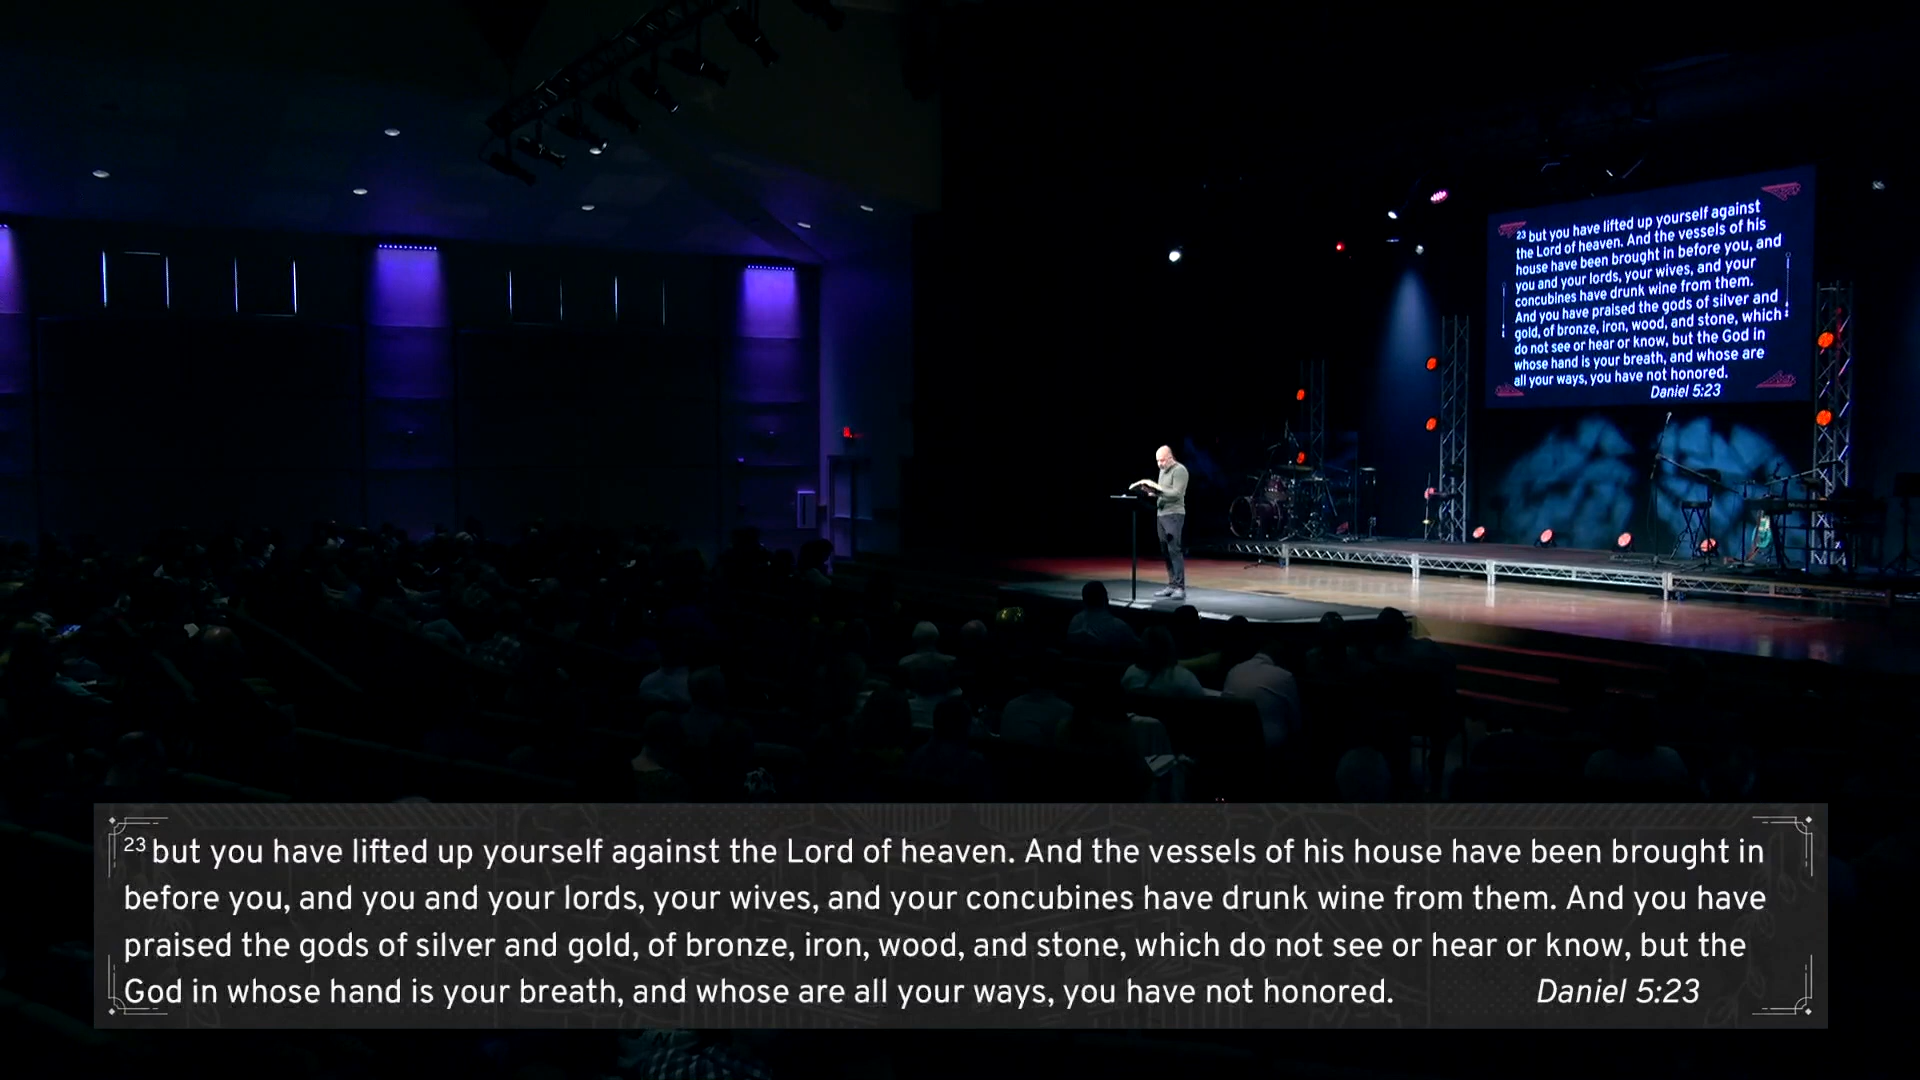 23 but you have lifted up yourself against
the Lord of heaven. And the vessels of his
house have been brought in before you, and
you and your lords, your wives, and your
concubines have drunk wine from them.
And you have praised the gods of silver and
gold, of bronze, iron, wood, and stone, which
do not see or hear or know, but the God in
whose hand is your breath, and whose are
all your ways, you have not honored.
Daniel 5:23
23 but you have lifted up yourself against the Lord of heaven. And the vessels of his house have been brought in
before you, and you and your lords, your wives, and your concubines have drunk wine from them. And you have
praised the gods of silver and gold, of bronze, iron, wood, and stone, which do not see or hear or know, but the
God in whose hand is your breath, and whose are all your ways, you have not honored. Daniel 5:23